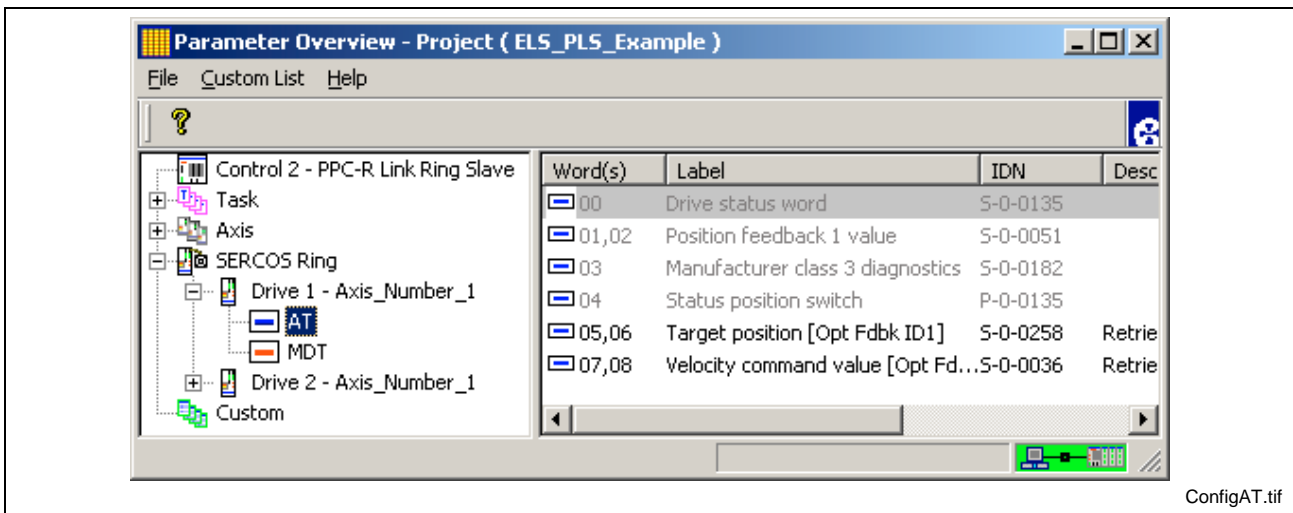 Parameter Overview - Project ( ELS_PLS_Example )
File Custom List Help
Control 2 - PPC-R Link Ring Slave
Task
Axis
SERCOS Ring
Drive 1 - Axis_Number_1
AT
MDT
Drive 2 - Axis_Number_1
Custom
Word(s) Label IDN Desc
00 Drive status word S-0-0135
01,02 Position feedback 1 value S-0-0051
03 Manufacturer class 3 diagnostics S-0-0182
04 Status position switch P-0-0135
05,06 Target position [Opt Fdbk ID1] S-0-0258 Retrie
07,08 Velocity command value [Opt Fd... S-0-0036 Retrie
ConfigAT.tif